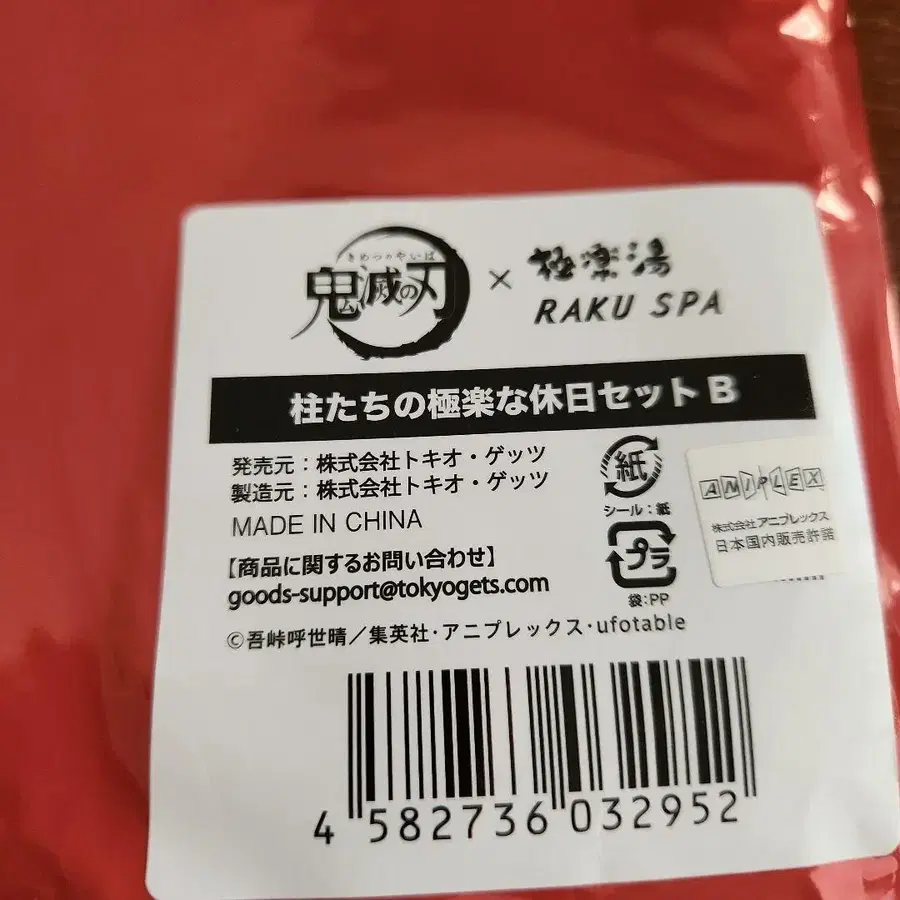 きめつのやいば
鬼滅の刃 × 極楽湯
RAKU SPA
柱たちの極楽な休日セット B
発売元：株式会社トキオ・ゲッツ
製造元：株式会社トキオ・ゲッツ
MADE IN CHINA
【商品に関するお問い合わせ】
goods-support@tokyogets.com
©吾峠呼世晴／集英社・アニプレックス・ufotable
紙
シール：紙
プラ
袋：PP
ANIPLEX
株式会社アニプレックス
日本国内販売許諾
4 582736 032952